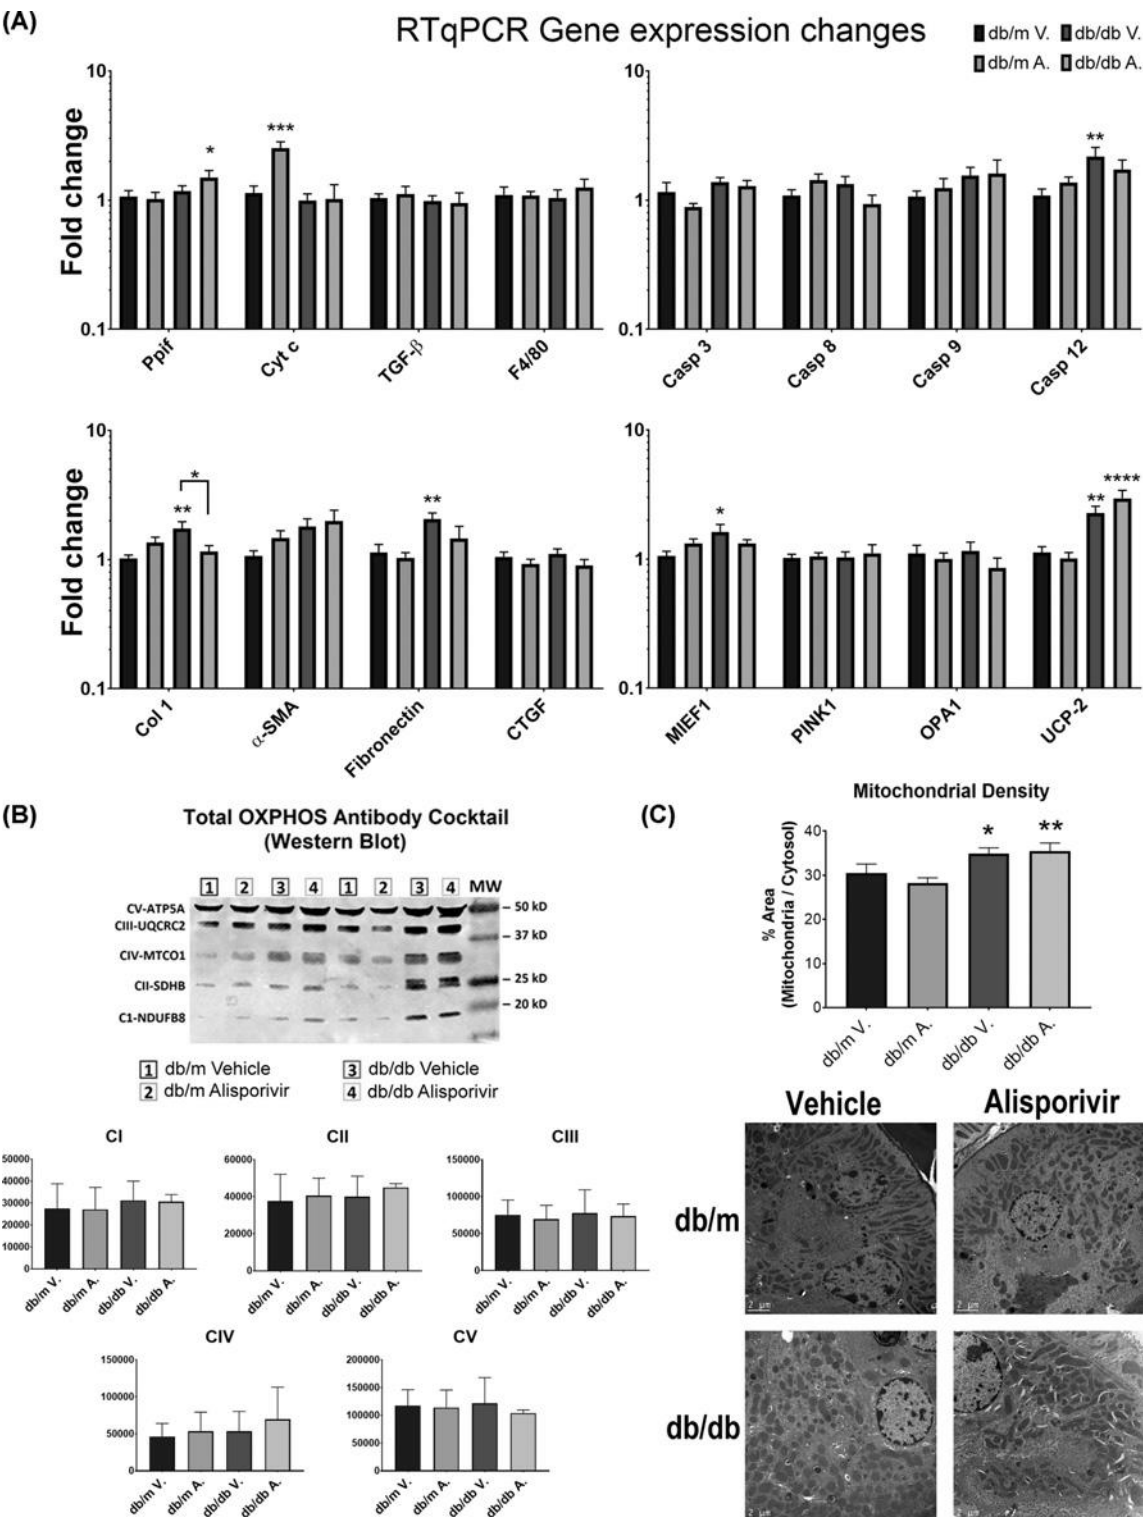 (A)
RTqPCR Gene expression changes
db/m V.
db/db V.
db/m A.
db/db A.
Fold change
10
1
0.1
*
***
Ppif
Cyt c
TGF-β
F4/80
10
1
0.1
**
Casp 3
Casp 8
Casp 9
Casp 12
Fold change
10
1
0.1
**
*
**
Col 1
α-SMA
Fibronectin
CTGF
10
1
0.1
*
**
****
MIEF1
PINK1
OPA1
UCP-2
(B)
Total OXPHOS Antibody Cocktail
(Western Blot)
1 2 3 4 1 2 3 4 MW
CV-ATP5A
CIII-UQCRC2
CIV-MTCO1
CII-SDHB
C1-NDUFB8
50 kD
37 kD
25 kD
20 kD
1 db/m Vehicle
3 db/db Vehicle
2 db/m Alisporivir
4 db/db Alisporivir
CI
50000
40000
30000
20000
10000
0
db/m V.
db/m A.
db/db V.
db/db A.
CII
60000
40000
20000
0
db/m V.
db/m A.
db/db V.
db/db A.
CIII
150000
100000
50000
0
db/m V.
db/m A.
db/db V.
db/db A.
CIV
150000
100000
50000
0
db/m V.
db/m A.
db/db V.
db/db A.
CV
200000
150000
100000
50000
0
db/m V.
db/m A.
db/db V.
db/db A.
(C)
Mitochondrial Density
% Area
(Mitochondria / Cytosol)
40
30
20
10
0
*
**
db/m V.
db/m A.
db/db V.
db/db A.
Vehicle
Alisporivir
db/m
2 μm
2 μm
db/db
2 μm
2 μm